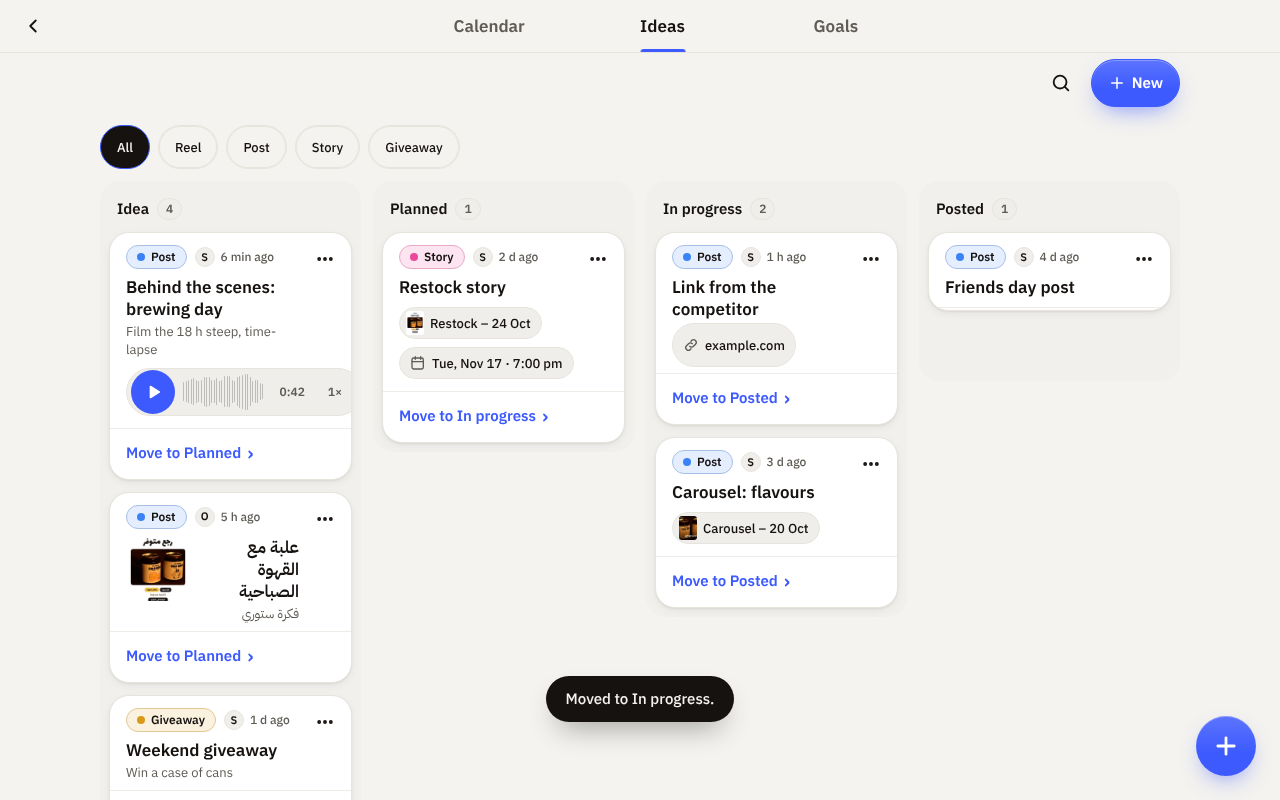 Calendar
Ideas
Goals
New
All
Reel
Post
Story
Giveaway
Idea 4
Post S 6 min ago
Behind the scenes:
brewing day
Film the 18 h steep, time-
lapse
0:42 1×
Move to Planned
Post O 5 h ago
رجع متوفر
علبة مع
القهوة
الصباحية
فكرة ستوري
Move to Planned
Giveaway S 1 d ago
Weekend giveaway
Win a case of cans
Planned 1
Story S 2 d ago
Restock story
Restock – 24 Oct
Tue, Nov 17 · 7:00 pm
Move to In progress
In progress 2
Post S 1 h ago
Link from the
competitor
example.com
Move to Posted
Post S 3 d ago
Carousel: flavours
Carousel – 20 Oct
Move to Posted
Posted 1
Post S 4 d ago
Friends day post
Moved to In progress.